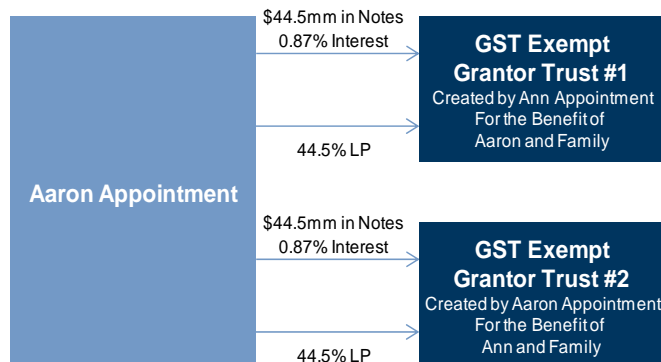 $44.5mm in Notes
0.87% Interest
44.5% LP
GST Exempt
Grantor Trust #1
Created by Ann Appointment
For the Benefit of
Aaron and Family
Aaron Appointment
$44.5mm in Notes
0.87% Interest
44.5% LP
GST Exempt
Grantor Trust #2
Created by Aaron Appointment
For the Benefit of
Ann and Family